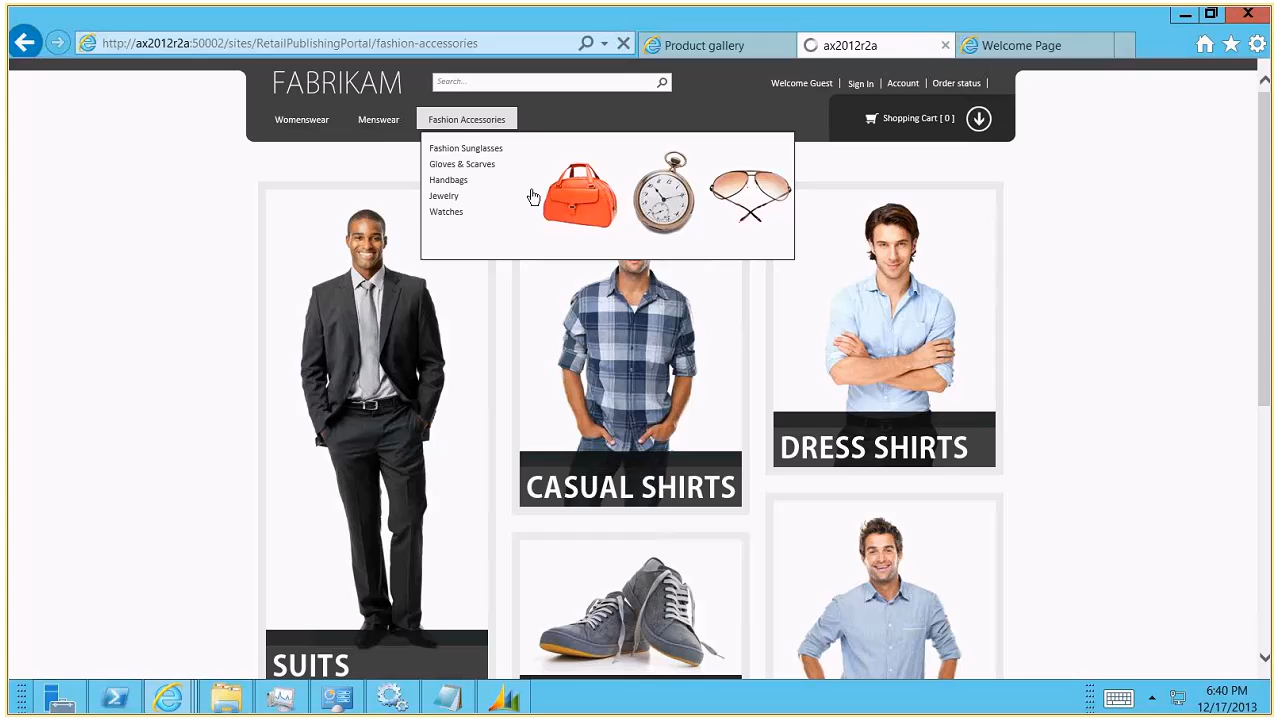 http://ax2012r2a:50002/sites/RetailPublishingPortal/fashion-accessories
Product gallery
ax2012r2a
Welcome Page
FABRIKAM
Search...
Welcome Guest | Sign In | Account | Order status |
Womenswear
Menswear
Fashion Accessories
Shopping Cart [ 0 ]
Fashion Sunglasses
Gloves & Scarves
Handbags
Jewelry
Watches
DRESS SHIRTS
CASUAL SHIRTS
SUITS
6:40 PM
12/17/2013